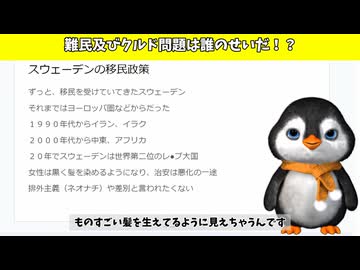 難民及びクルド問題は誰のせいだ！？
スウェーデンの移民政策
ずっと、移民を受けていてきたスウェーデン
それまではヨーロッパ圏などからだった
１９９０年代からイラン、イラク
２０００年代から中東、アフリカ
２０年でスウェーデンは世界第二位のレ●プ大国
女性は黒く髪を染めるようになり、治安は悪化の一途
排外主義（ネオナチ）や差別と言われたくない
ものすごい髪を生えてるように見えちゃうんです